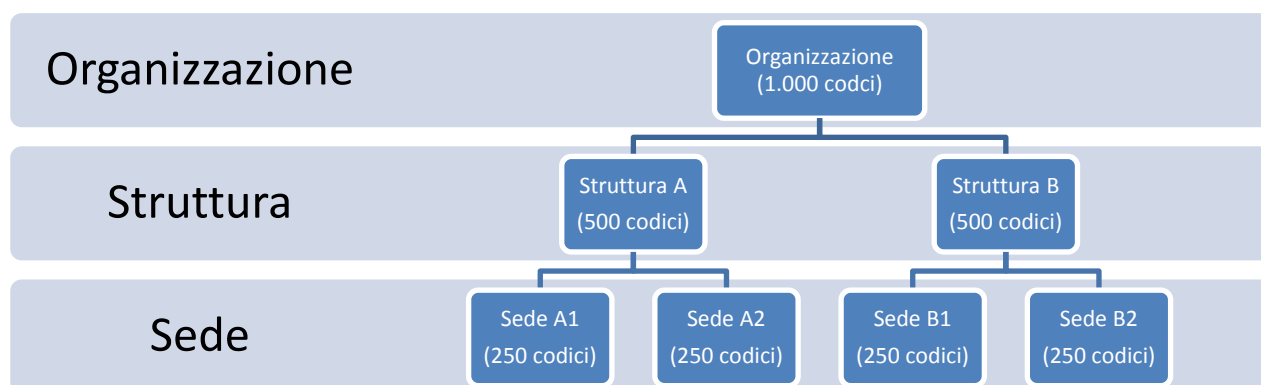 Organizzazione
Organizzazione
(1.000 codci)
Struttura
Struttura A
(500 codici)
Struttura B
(500 codici)
Sede
Sede A1
(250 codici)
Sede A2
(250 codici)
Sede B1
(250 codici)
Sede B2
(250 codici)